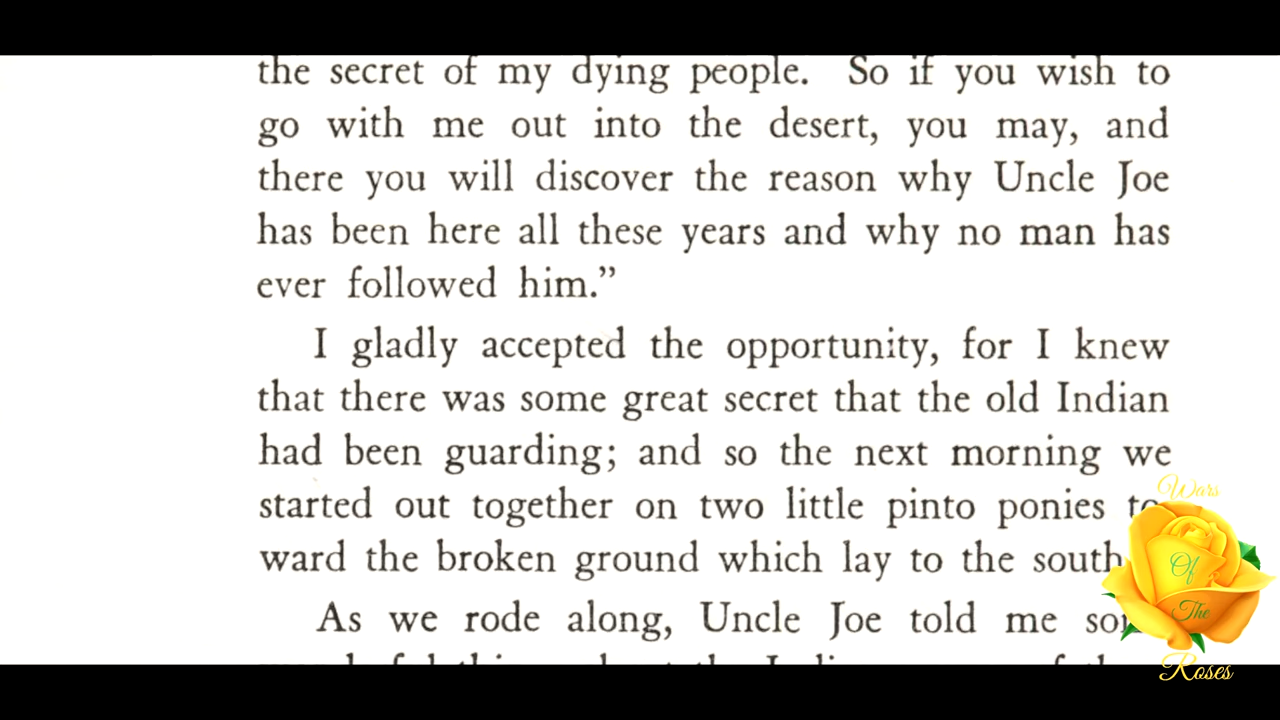 the secret of my dying people. So if you wish to
go with me out into the desert, you may, and
there you will discover the reason why Uncle Joe
has been here all these years and why no man has
ever followed him.”
I gladly accepted the opportunity, for I knew
that there was some great secret that the old Indian
had been guarding; and so the next morning we
started out together on two little pinto ponies
ward the broken ground which lay to the south
As we rode along, Uncle Joe told me
Wars
Of
The
Roses